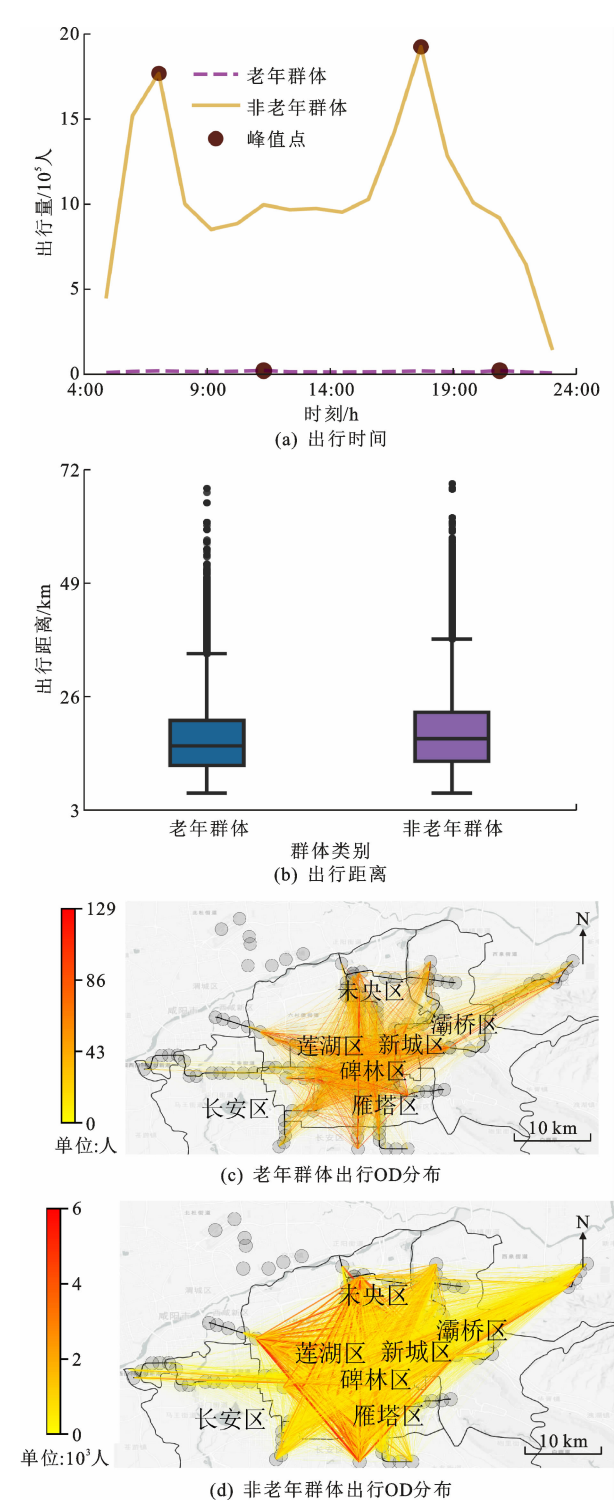 20
老年群体
非老年群体
峰值点
15
10
5
0
出行量/10⁵人
4:00 9:00 14:00 19:00 24:00
时刻/h
(a) 出行时间
72
49
26
3
出行距离/km
老年群体 非老年群体
群体类别
(b) 出行距离
129
86
43
0
单位:人
N
未央区
灞桥区
莲湖区 新城区
碑林区
长安区 雁塔区
10 km
(c) 老年群体出行OD分布
6
4
2
0
单位:10³人
N
未央区
灞桥区
莲湖区 新城区
碑林区
长安区 雁塔区
10 km
(d) 非老年群体出行OD分布